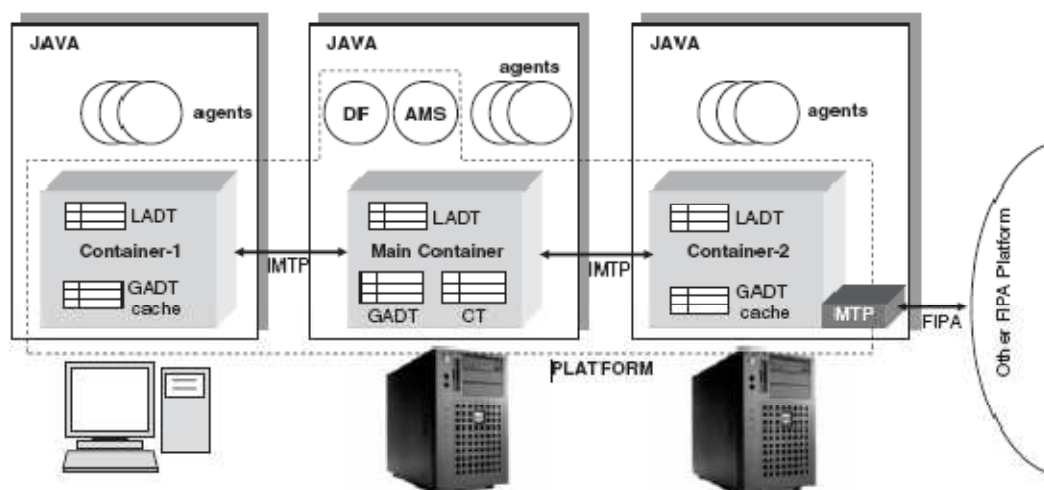 JAVA
agents
LADT
Container-1
GADT
cache
IMTP
JAVA
agents
DF
AMS
LADT
Main Container
GADT
CT
IMTP
JAVA
agents
LADT
Container-2
GADT
cache
MTP
FIPA
Other FIPA Platform
PLATFORM